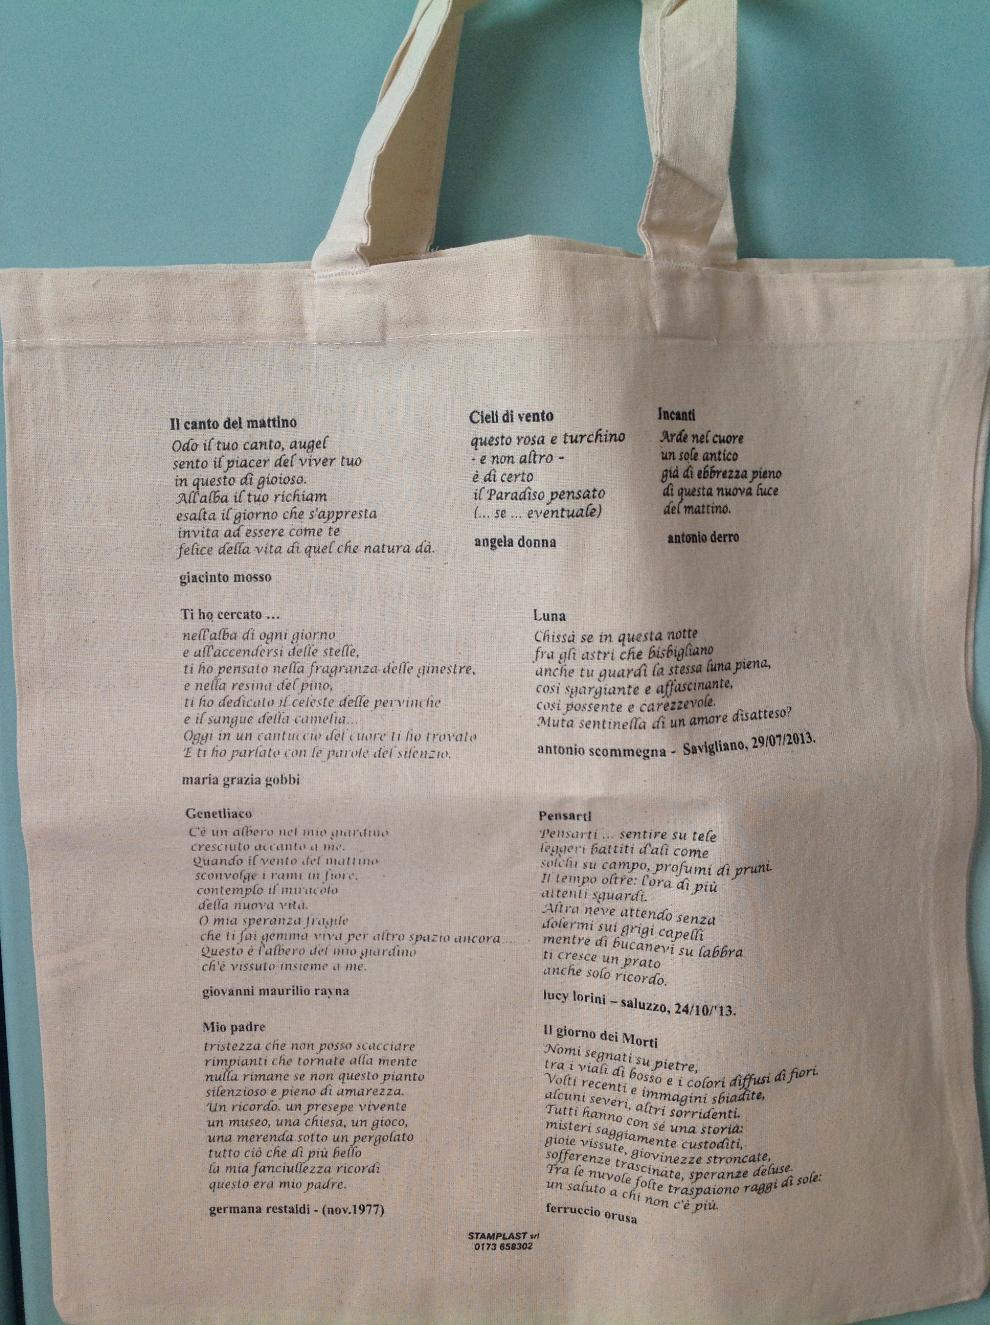 Il canto del mattino
Odo il tuo canto, augel
sento il piacer del viver tuo
in questo dì gioioso.
All'alba il tuo richiam
esalta il giorno che s'appresta
invita ad essere come te
felice della vita di quel che natura dà.
giacinto mosso
Cieli di vento
questo rosa e turchino
- e non altro -
è di certo
il Paradiso pensato
(... se ... eventuale)
angela donna
Incanti
Arde nel cuore
un sole antico
già di ebbrezza pieno
di questa nuova luce
del mattino.
antonio derro
Ti ho cercato ...
nell'alba di ogni giorno
e all'accendersi delle stelle,
ti ho pensato nella fragranza delle ginestre,
e nella resina del pino,
ti ho dedicato il celeste delle pervinche
e il sangue della camelia...
Oggi in un cantuccio del cuore ti ho trovato
E ti ho parlato con le parole del silenzio.
maria grazia gobbi
Luna
Chissà se in questa notte
fra gli astri che bisbigliano
anche tu guardi la stessa luna piena,
così sgargiante e affascinante,
così possente e carezzevole.
Muta sentinella di un amore disatteso?
antonio scommegna - Savigliano, 29/07/2013.
Genetliaco
C'è un albero nel mio giardino
cresciuto accanto a me.
Quando il vento del mattino
sconvolge i rami in fiore,
contemplo il miracolo
della nuova vita.
O mia speranza fragile
che ti fai gemma viva per altro spazio ancora...
Questo è l'albero del mio giardino
ch'è vissuto insieme a me.
giovanni maurilio rayna
Pensarti
Pensarti ... sentire su tele
leggeri battiti d'ali come
solchi su campo, profumi di pruni.
Il tempo oltre: l'ora di più
attenti sguardi.
Altra neve attendo senza
dolermi sui grigi capelli
mentre di bucanevi su labbra
ti cresce un prato
anche solo ricordo.
lucy lorini – saluzzo, 24/10/'13.
Mio padre
tristezza che non posso scacciare
rimpianti che tornate alla mente
nulla rimane se non questo pianto
silenzioso e pieno di amarezza.
Un ricordo, un presepe vivente
un museo, una chiesa, un gioco,
una merenda sotto un pergolato
tutto ciò che di più bello
la mia fanciullezza ricordi
questo era mio padre.
germana restaldi - (nov.1977)
Il giorno dei Morti
Nomi segnati su pietre,
tra i viali di bosso e i colori diffusi di fiori.
Volti recenti e immagini sbiadite,
alcuni severi, altri sorridenti.
Tutti hanno con sé una storia:
misteri saggiamente custoditi,
gioie vissute, giovinezze stroncate,
sofferenze trascinate, speranze deluse.
Tra le nuvole folte traspaiono raggi di sole:
un saluto a chi non c'è più.
ferruccio orusa
STAMPLAST srl
0173 658302